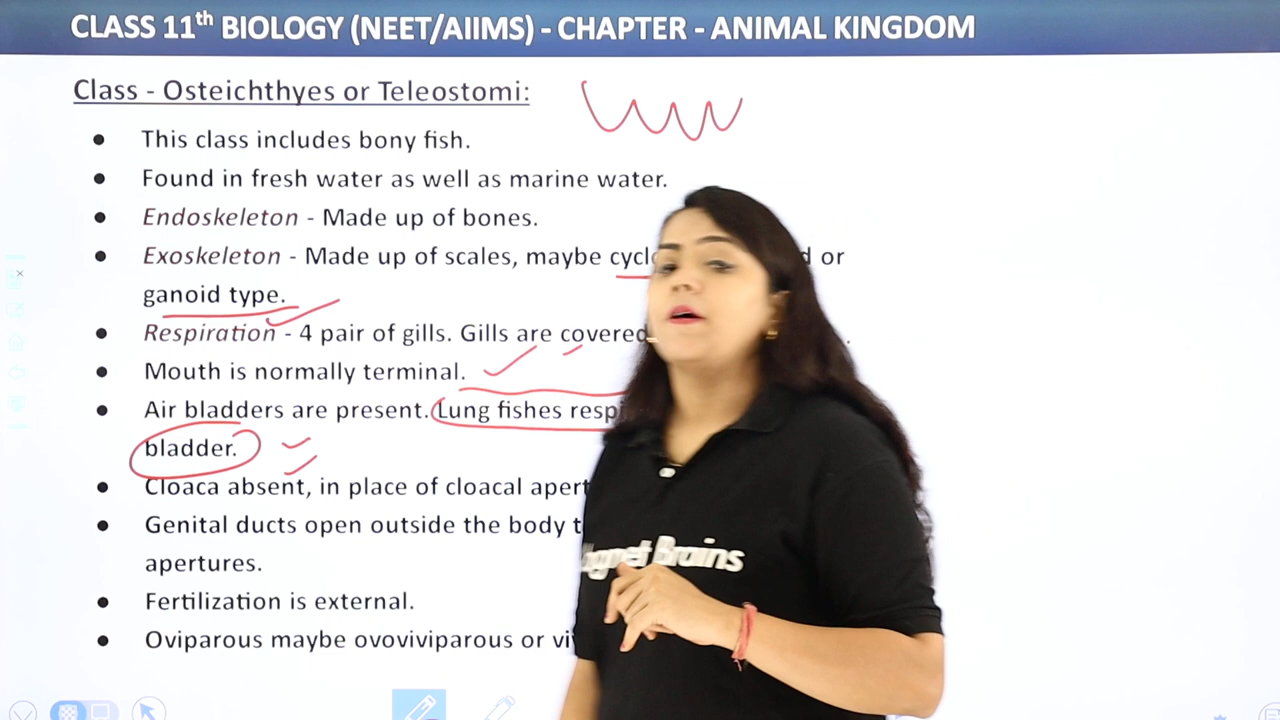 CLASS 11th BIOLOGY (NEET/AIIMS) - CHAPTER - ANIMAL KINGDOM
Class - Osteichthyes or Teleostomi:
• This class includes bony fish.
• Found in fresh water as well as marine water.
• Endoskeleton - Made up of bones.
• Exoskeleton - Made up of scales, maybe or
ganoid type.
• Respiration - 4 pair of gills. Gills are covered
• Mouth is normally terminal.
• Air bladders are present. Lung fishes
bladder.
• Cloaca absent, in place of cloacal
• Genital ducts open outside the body
apertures.
• Fertilization is external.
• Oviparous maybe ovoviviparous or
Magnet Brains